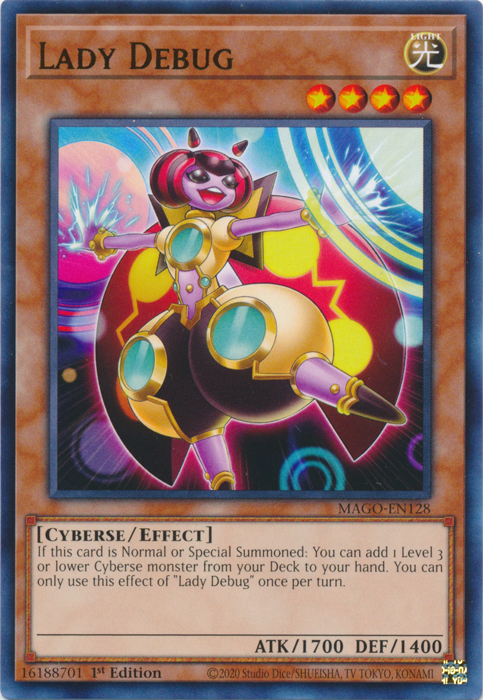 LADY DEBUG
LIGHT
光
MAGO-EN128
[CYBERSE/EFFECT]
If this card is Normal or Special Summoned: You can add 1 Level 3
or lower Cyberse monster from your Deck to your hand. You can
only use this effect of "Lady Debug" once per turn.
ATK/1700 DEF/1400
16188701 1st Edition ©2020 Studio Dice/SHUEISHA, TV TOKYO, KONAMI